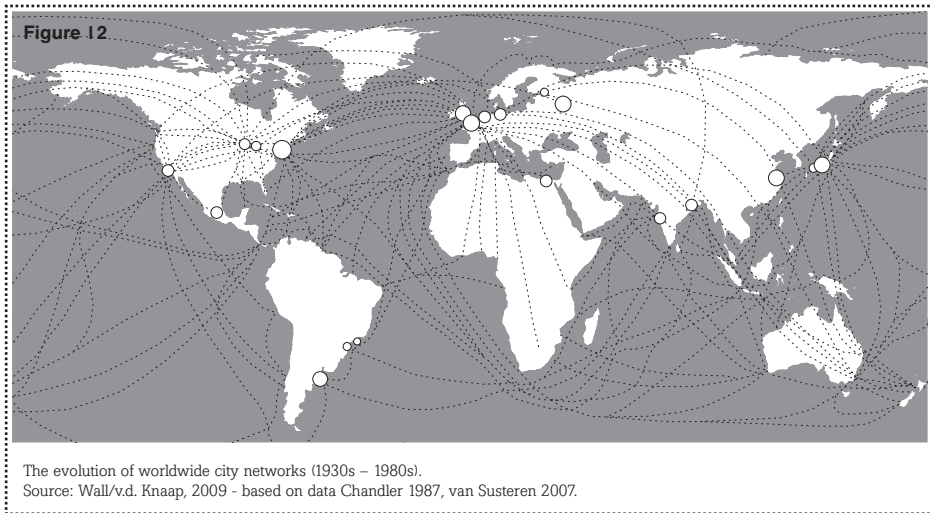 Figure 12
The evolution of worldwide city networks (1930s – 1980s).
Source: Wall/v.d. Knaap, 2009 - based on data Chandler 1987, van Susteren 2007.